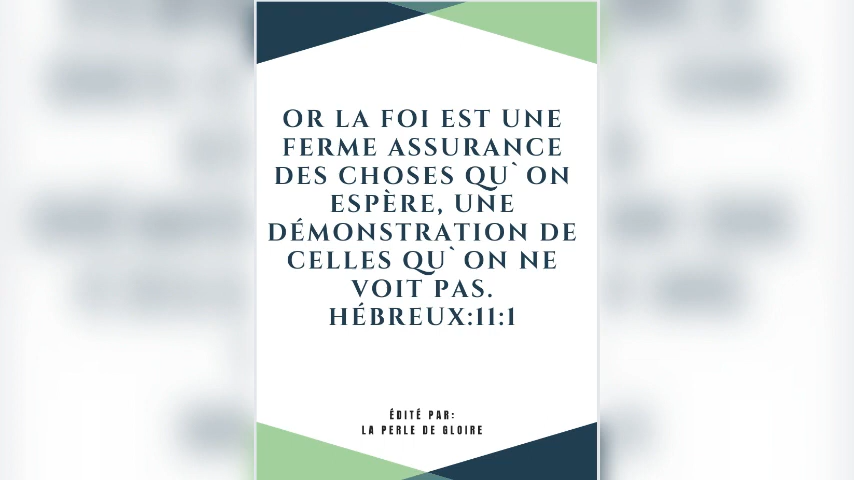 OR LA FOI EST UNE
FERME ASSURANCE
DES CHOSES QU`ON
ESPÈRE, UNE
DÉMONSTRATION DE
CELLES QU`ON NE
VOIT PAS.
HÉBREUX:11:1
ÉDITÉ PAR:
LA PERLE DE GLOIRE